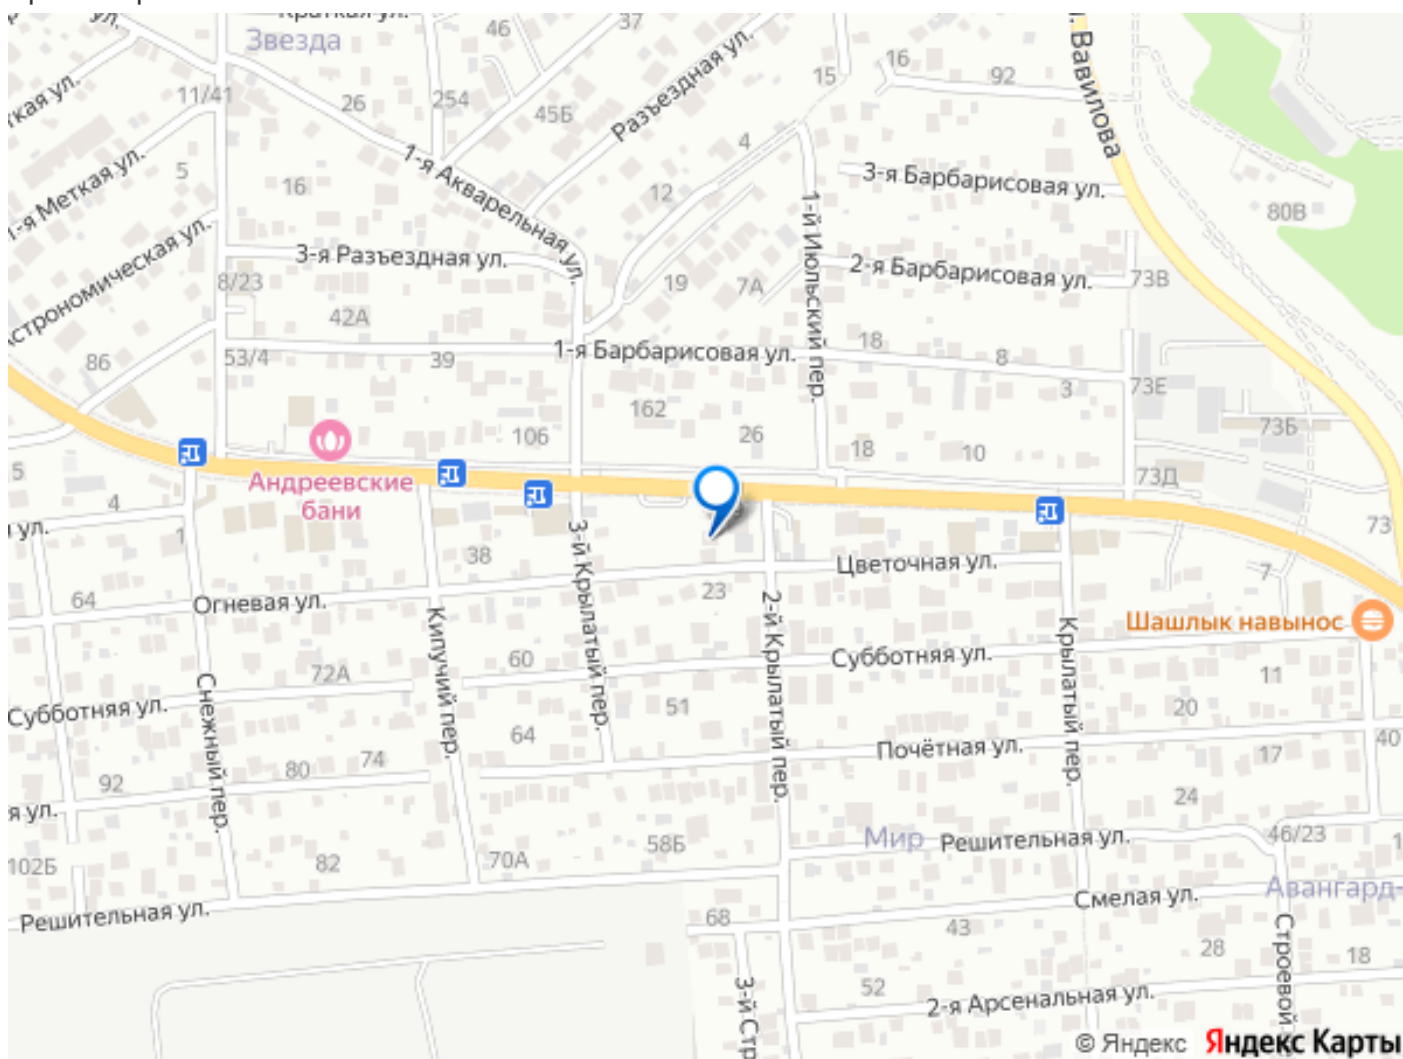 Краткая ул.
Звезда
46
37
Разъездная ул.
И. Вавилова
ул.
15
16
92
11/41
26
254
45Б
1-я Меткая ул.
5
16
1-я Акварельная ул.
4
12
3-я Барбарисовая ул.
80В
1-й Июльский пер.
3-я Разъездная ул.
2-я Барбарисовая ул.
73В
8/23
42А
19
7А
86
53/4
39
1-я Барбарисовая ул.
18
8
3
73Е
162
106
26
18
10
73Б
73Д
5
4
1
Андреевские
бани
73
ул.
38
3-й Крылатый пер.
Цветочная ул.
7
64
Огневая ул.
23
Кипучий пер.
2-й Крылатый пер.
Крылатый пер.
Шашлык навынос
72А
60
Субботняя ул.
11
Субботняя ул.
Снежный пер.
51
20
64
Почётная ул.
17
40
92
80
74
24
я ул.
58Б
Мир
Решительная ул.
46/23
102Б
82
70А
Авангард-
Решительная ул.
68
43
Смелая ул.
Строевой
28
18
3-й Стр
52
2-я Арсенальная ул.
© Яндекс Яндекс Карты